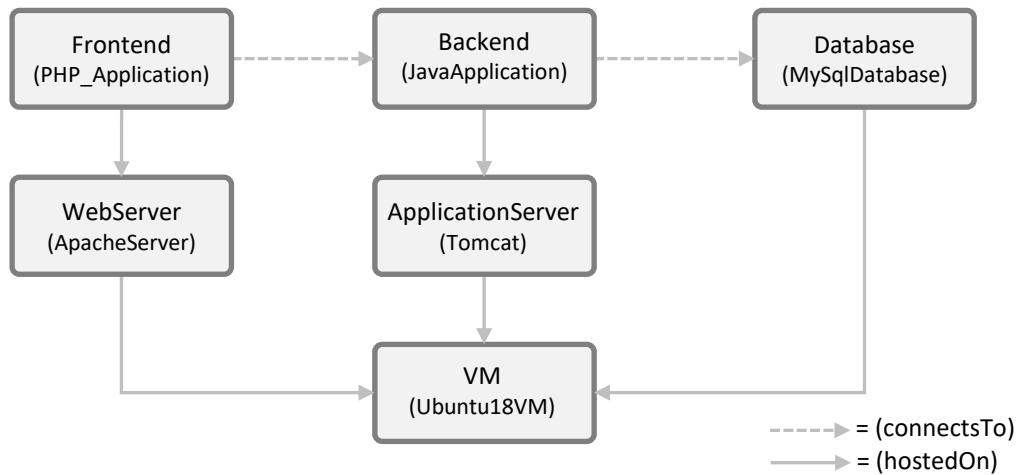 Frontend
(PHP_Application)
Backend
(JavaApplication)
Database
(MySqlDatabase)
WebServer
(ApacheServer)
ApplicationServer
(Tomcat)
VM
(Ubuntu18VM)
= (connectsTo)
= (hostedOn)